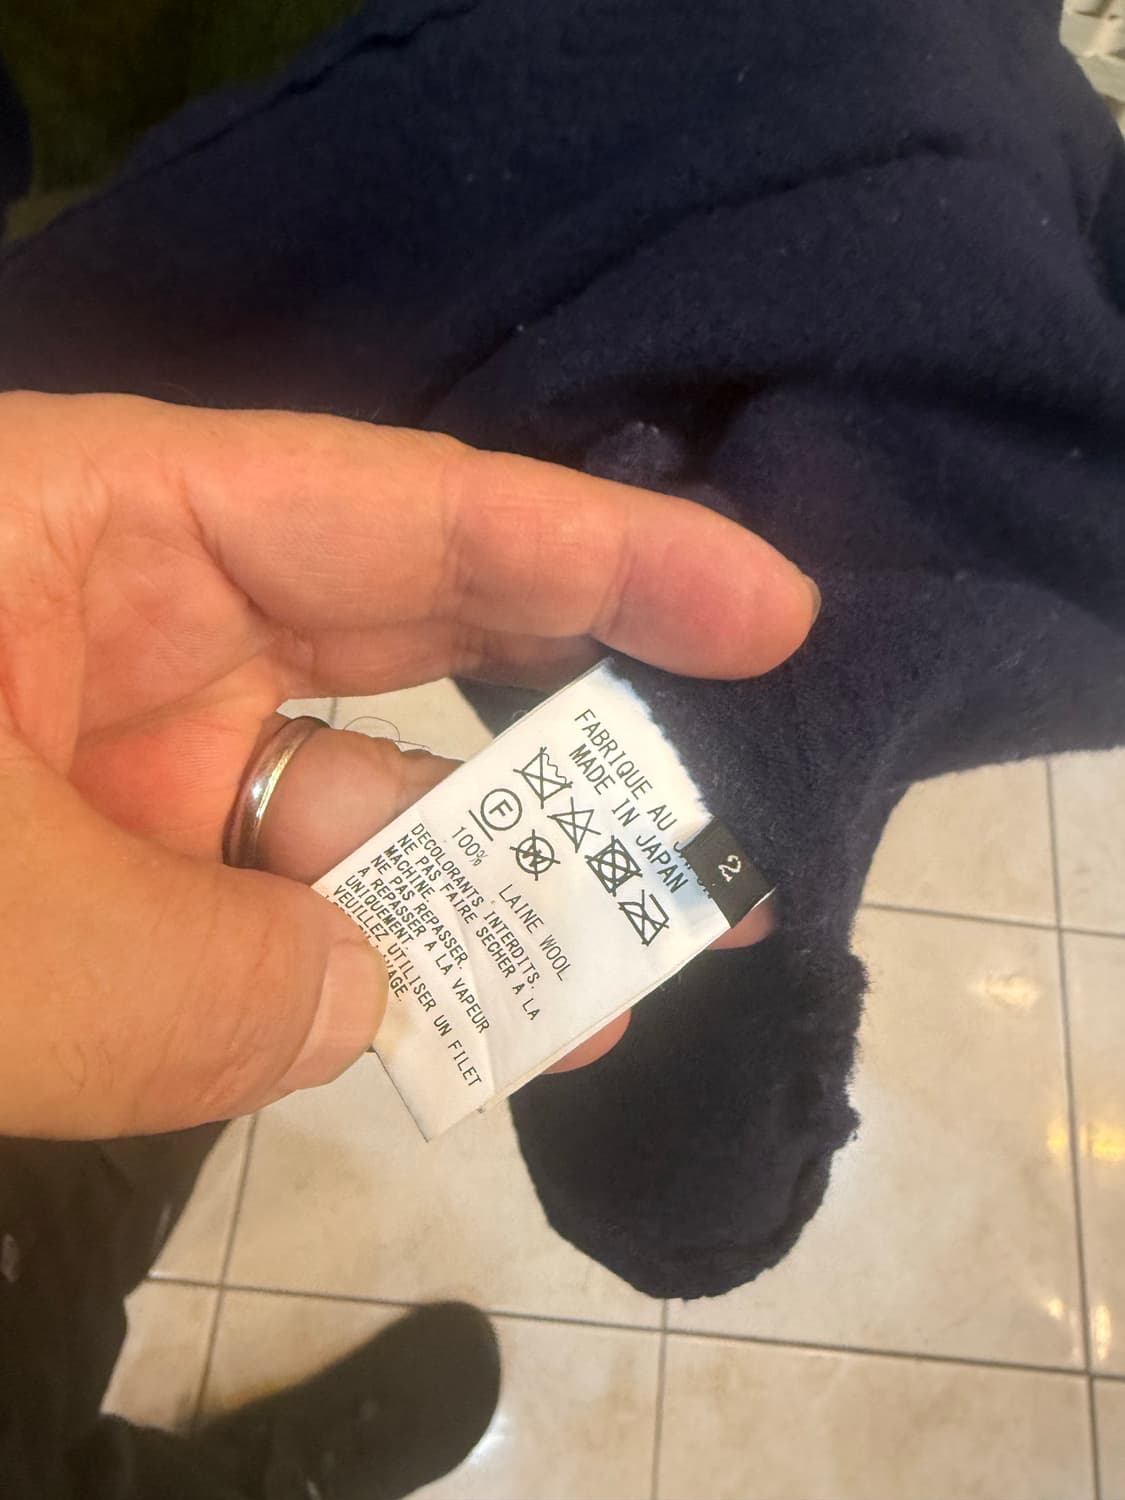 2
FABRIQUE AU
MADE IN JAPAN
F
W
100% LAINE WOOL
DECOLORANTS INTERDITS.
NE PAS FAIRE SECHER A LA
MACHINE.
NE PAS REPASSER.
A REPASSER A LA VAPEUR
UNIQUEMENT.
VEUILLEZ UTILISER UN FILET